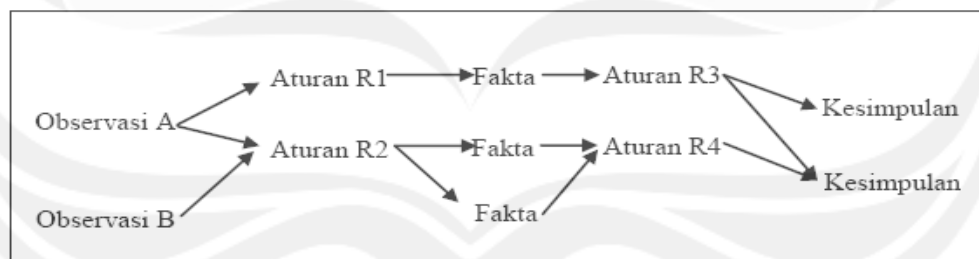 Aturan R1
Fakta
Aturan R3
Kesimpulan
Observasi A
Aturan R2
Fakta
Aturan R4
Kesimpulan
Observasi B
Fakta